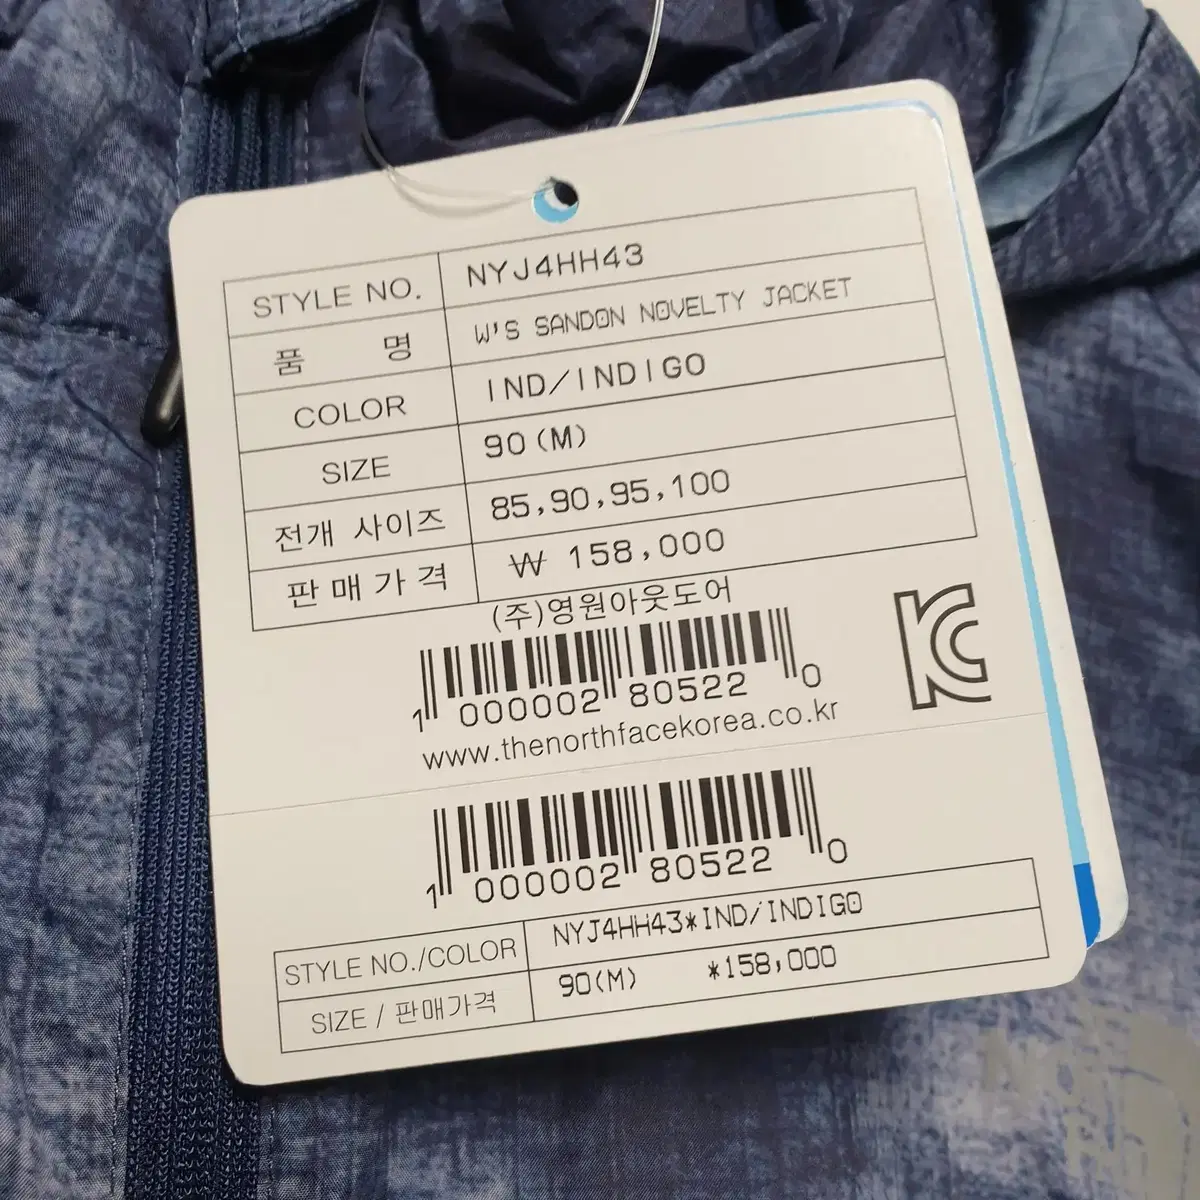 STYLE NO. NYJ4HH43
품 명 W'S SANDON NOVELTY JACKET
COLOR IND/INDIGO
SIZE 90(M)
전개 사이즈 85,90,95,100
판매가격 ₩ 158,000
(주)영원아웃도어
1 000002 80522 0
www.thenorthfacekorea.co.kr
1 000002 80522 0
STYLE NO./COLOR NYJ4HH43*IND/INDIGO
SIZE / 판매가격 90(M) *158,000